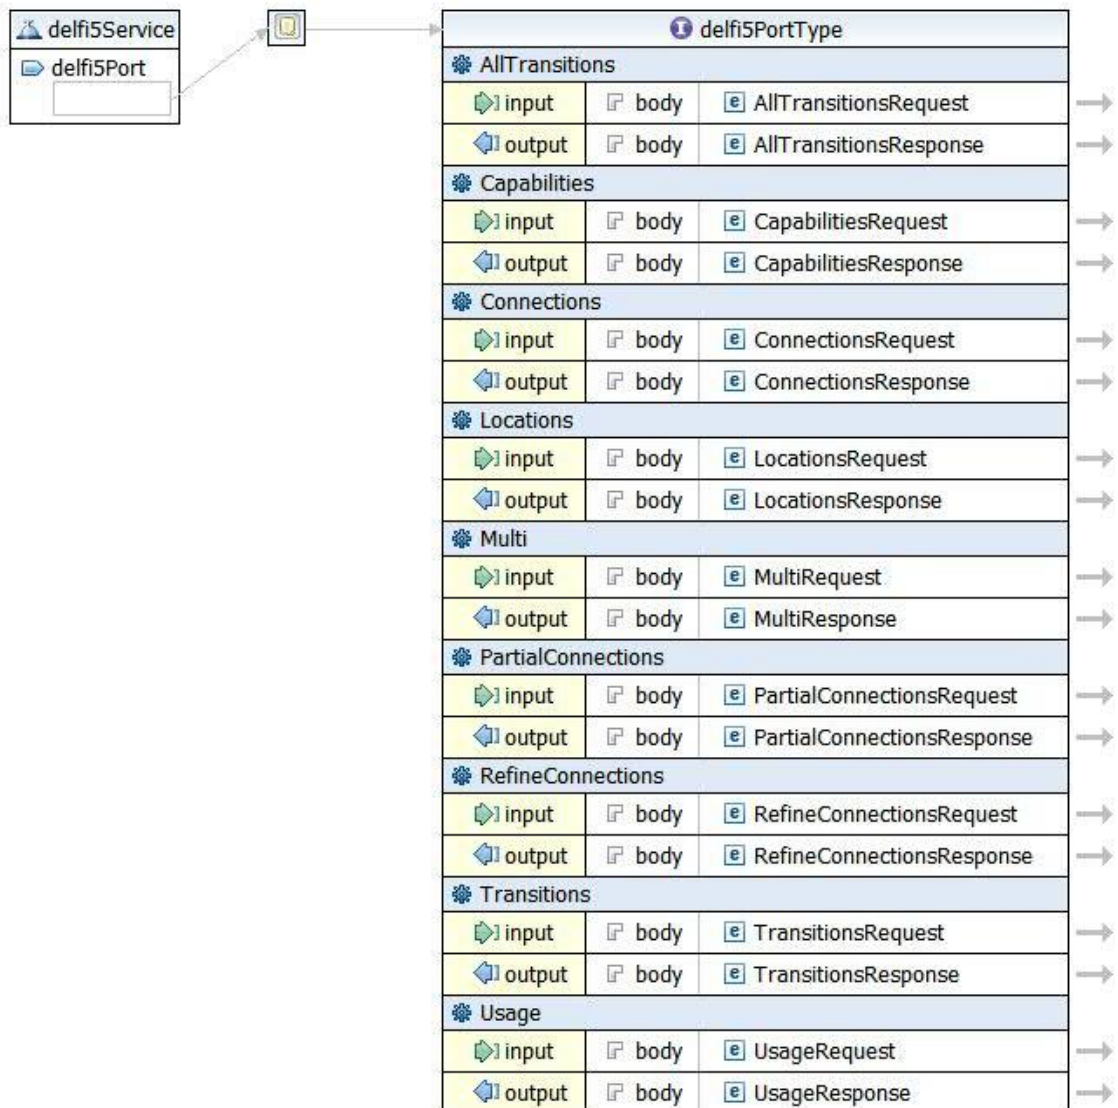 delfi5Service
delfi5Port
delfi5PortType
AllTransitions
input body AllTransitionsRequest
output body AllTransitionsResponse
Capabilities
input body CapabilitiesRequest
output body CapabilitiesResponse
Connections
input body ConnectionsRequest
output body ConnectionsResponse
Locations
input body LocationsRequest
output body LocationsResponse
Multi
input body MultiRequest
output body MultiResponse
PartialConnections
input body PartialConnectionsRequest
output body PartialConnectionsResponse
RefineConnections
input body RefineConnectionsRequest
output body RefineConnectionsResponse
Transitions
input body TransitionsRequest
output body TransitionsResponse
Usage
input body UsageRequest
output body UsageResponse